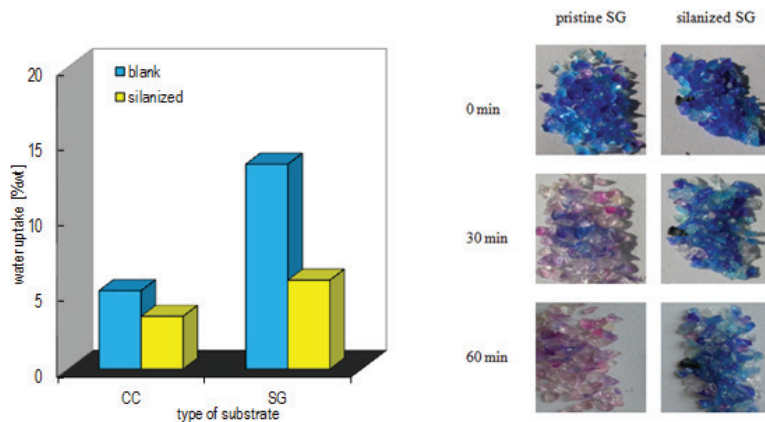 20
15
10
5
0
water uptake [%wt]
blank
silanized
CC
SG
type of substrate
pristine SG
silanized SG
0 min
30 min
60 min